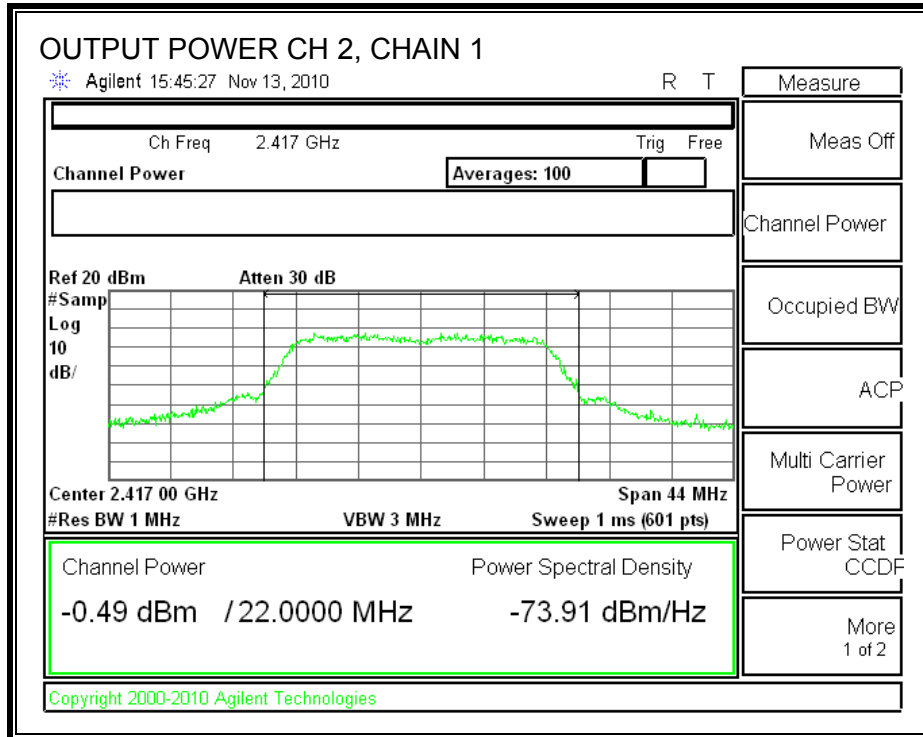 OUTPUT POWER CH 2, CHAIN 1
Agilent 15:45:27 Nov 13, 2010 R T
Measure
Ch Freq 2.417 GHz Trig Free
Meas Off
Channel Power Averages: 100
Channel Power
Ref 20 dBm Atten 30 dB
#Samp
Log
10
dB/
Occupied BW
ACP
Multi Carrier
Power
Center 2.417 00 GHz Span 44 MHz
#Res BW 1 MHz VBW 3 MHz Sweep 1 ms (601 pts)
Power Stat
CCDF
Channel Power Power Spectral Density
-0.49 dBm /22.0000 MHz -73.91 dBm/Hz
More
1 of 2
Copyright 2000-2010 Agilent Technologies